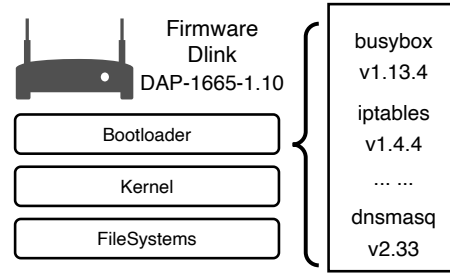 Firmware
Dlink
DAP-1665-1.10
Bootloader
Kernel
FileSystems
busybox
v1.13.4
iptables
v1.4.4
... ...
dnsmasq
v2.33